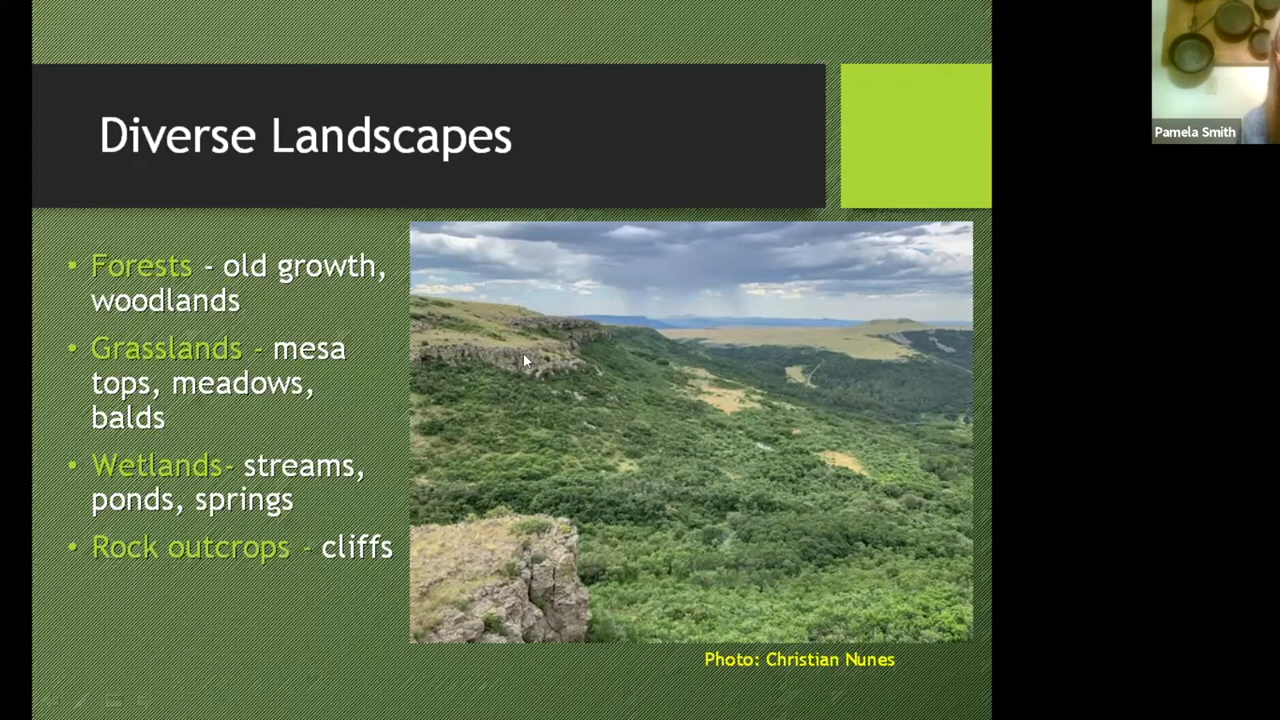 Diverse Landscapes
• Forests - old growth,
woodlands
• Grasslands - mesa
tops, meadows,
balds
• Wetlands- streams,
ponds, springs
• Rock outcrops - cliffs
Photo: Christian Nunes
Pamela Smith